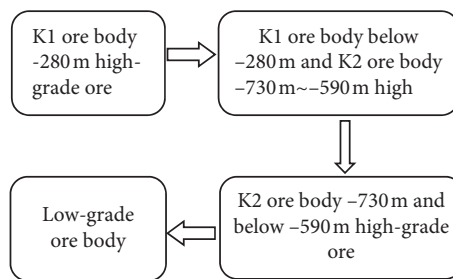 K1 ore body
-280 m high-
grade ore
K1 ore body below
–280 m and K2 ore body
–730 m~–590 m high
K2 ore body –730 m and
below –590 m high-grade
ore
Low-grade
ore body